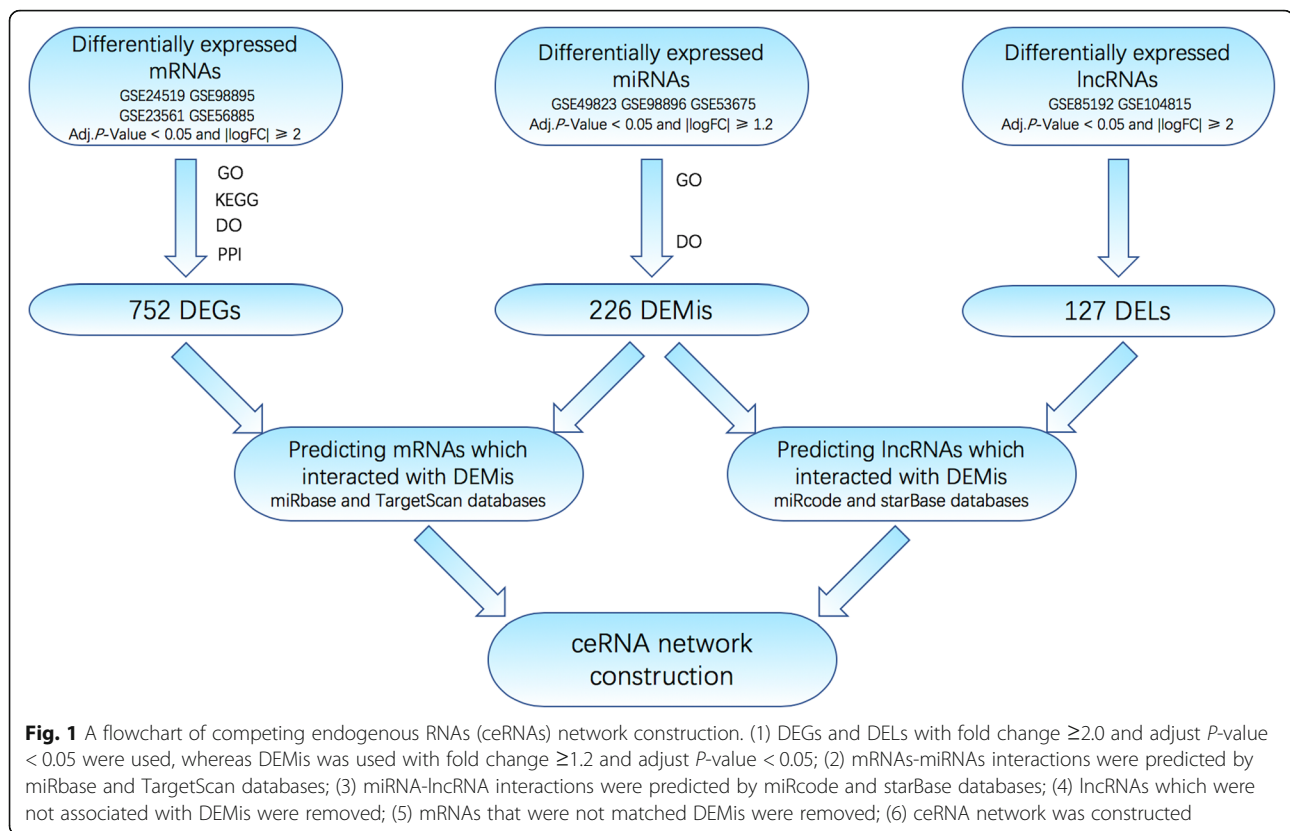 Differentially expressed
mRNAs
GSE24519 GSE98895
GSE23561 GSE56885
Adj.P-Value < 0.05 and |logFC| ≥ 2
Differentially expressed
miRNAs
GSE49823 GSE98896 GSE53675
Adj.P-Value < 0.05 and |logFC| ≥ 1.2
Differentially expressed
lncRNAs
GSE85192 GSE104815
Adj.P-Value < 0.05 and |logFC| ≥ 2
GO
KEGG
DO
PPI
GO
DO
752 DEGs
226 DEMis
127 DELs
Predicting mRNAs which
interacted with DEMis
miRbase and TargetScan databases
Predicting lncRNAs which
interacted with DEMis
miRcode and starBase databases
ceRNA network
construction
Fig. 1 A flowchart of competing endogenous RNAs (ceRNAs) network construction. (1) DEGs and DELs with fold change ≥2.0 and adjust P-value
< 0.05 were used, whereas DEMis was used with fold change ≥1.2 and adjust P-value < 0.05; (2) mRNAs-miRNAs interactions were predicted by
miRbase and TargetScan databases; (3) miRNA-lncRNA interactions were predicted by miRcode and starBase databases; (4) lncRNAs which were
not associated with DEMis were removed; (5) mRNAs that were not matched DEMis were removed; (6) ceRNA network was constructed